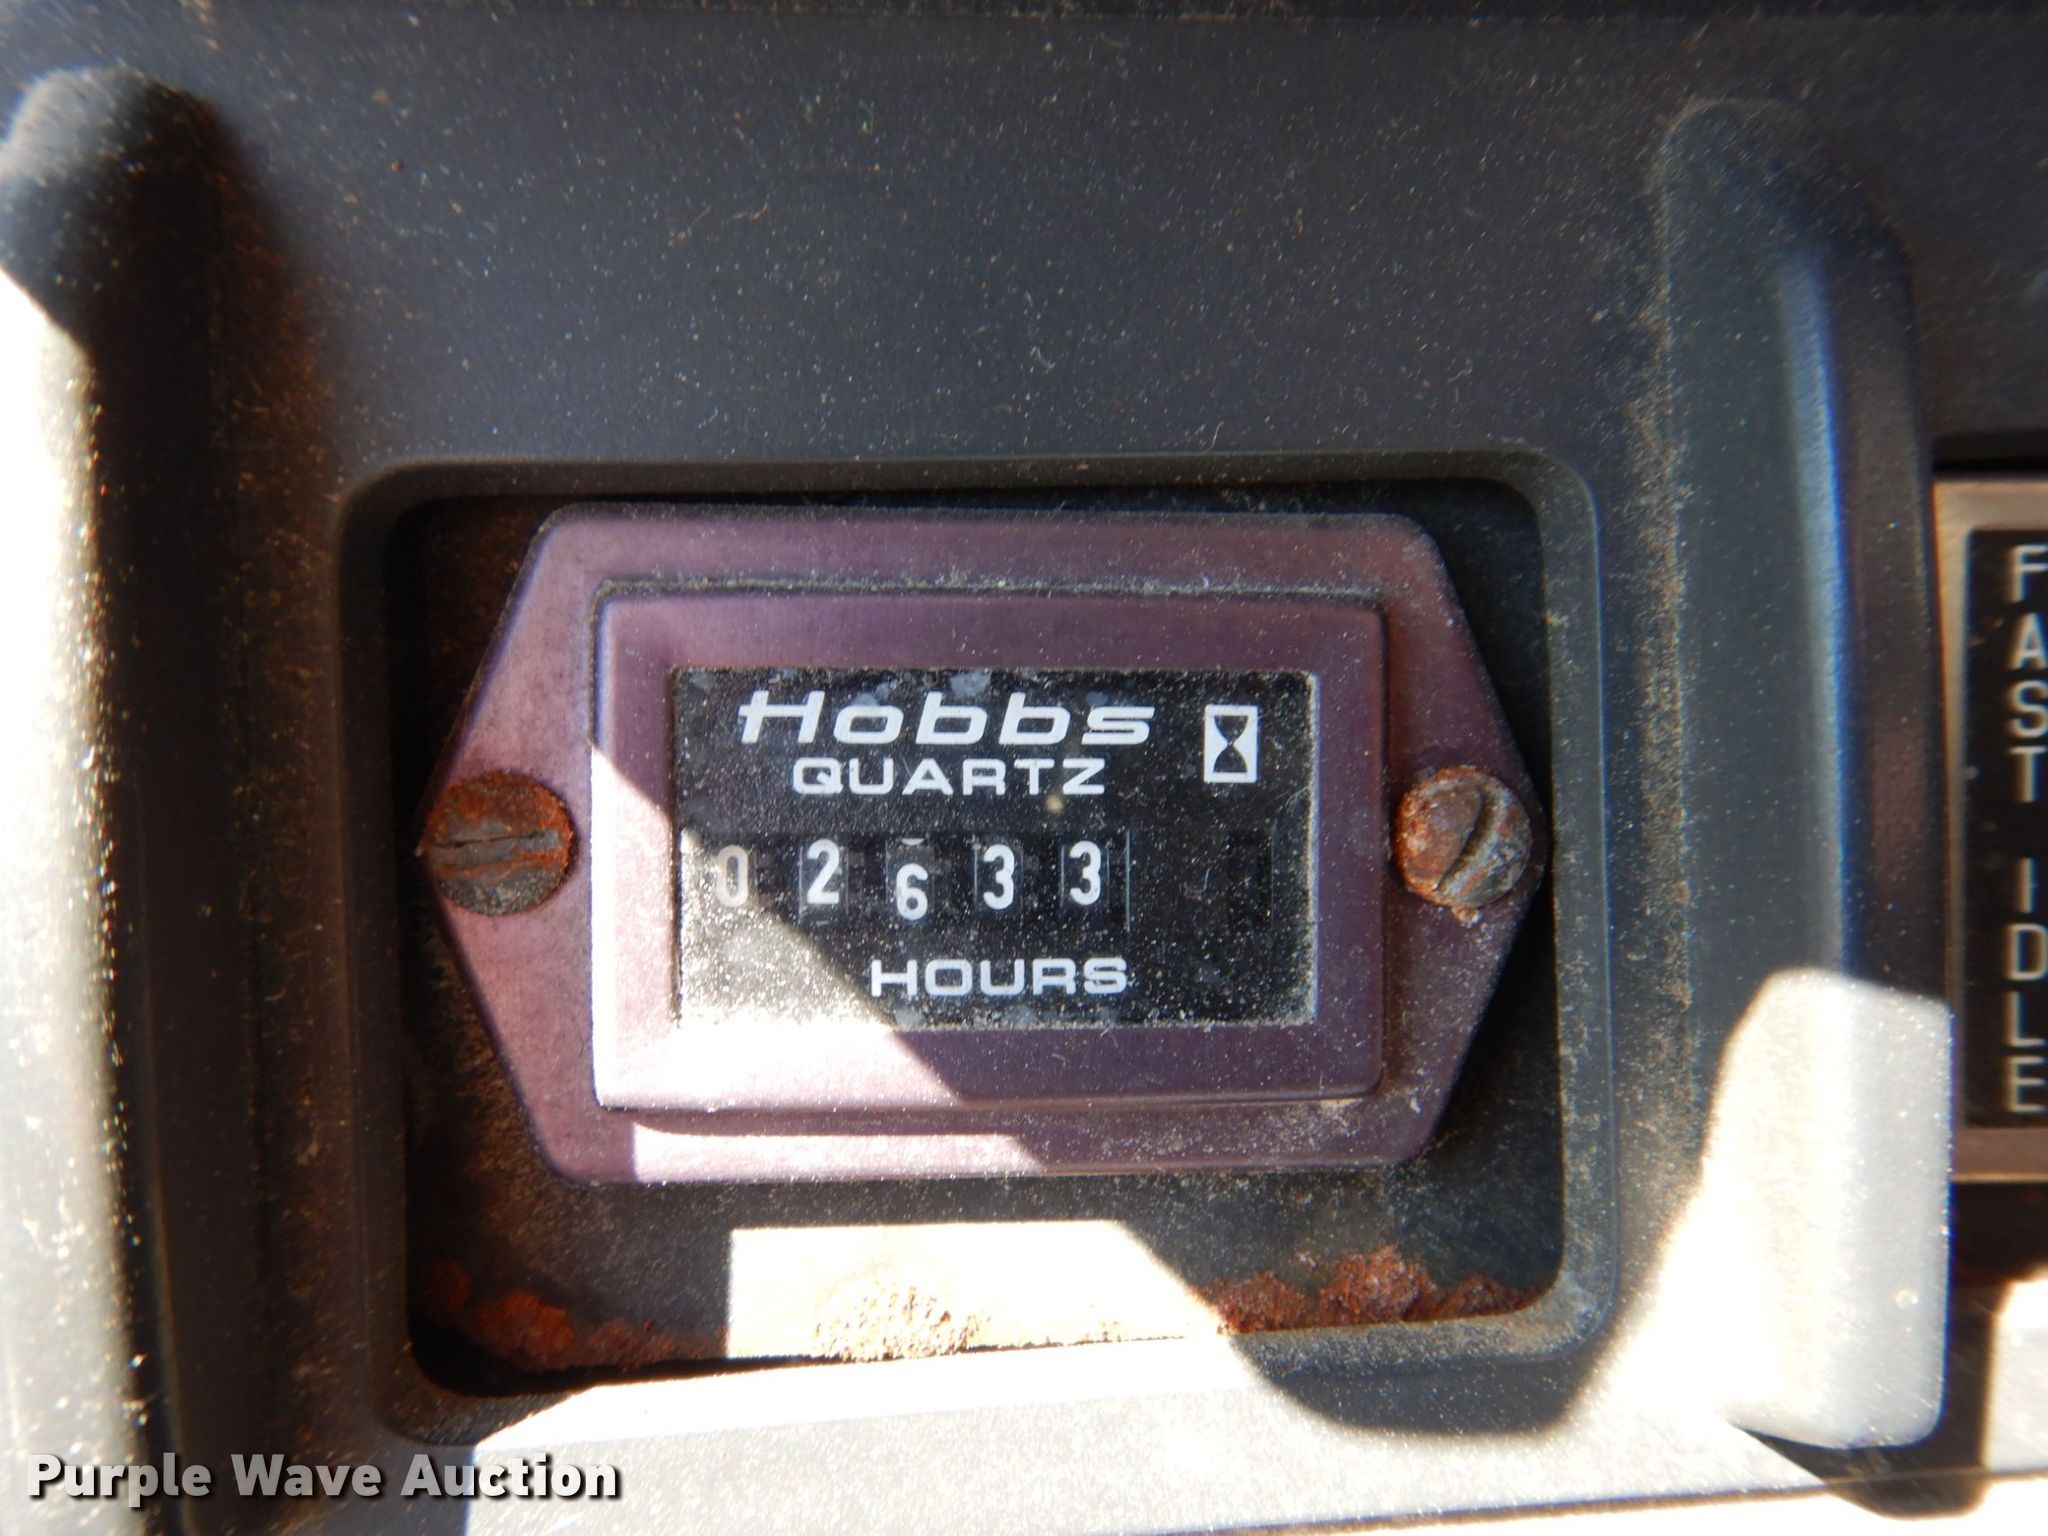 Hobbs
QUARTZ
02633
HOURS
FAST IDLE
Purple Wave Auction